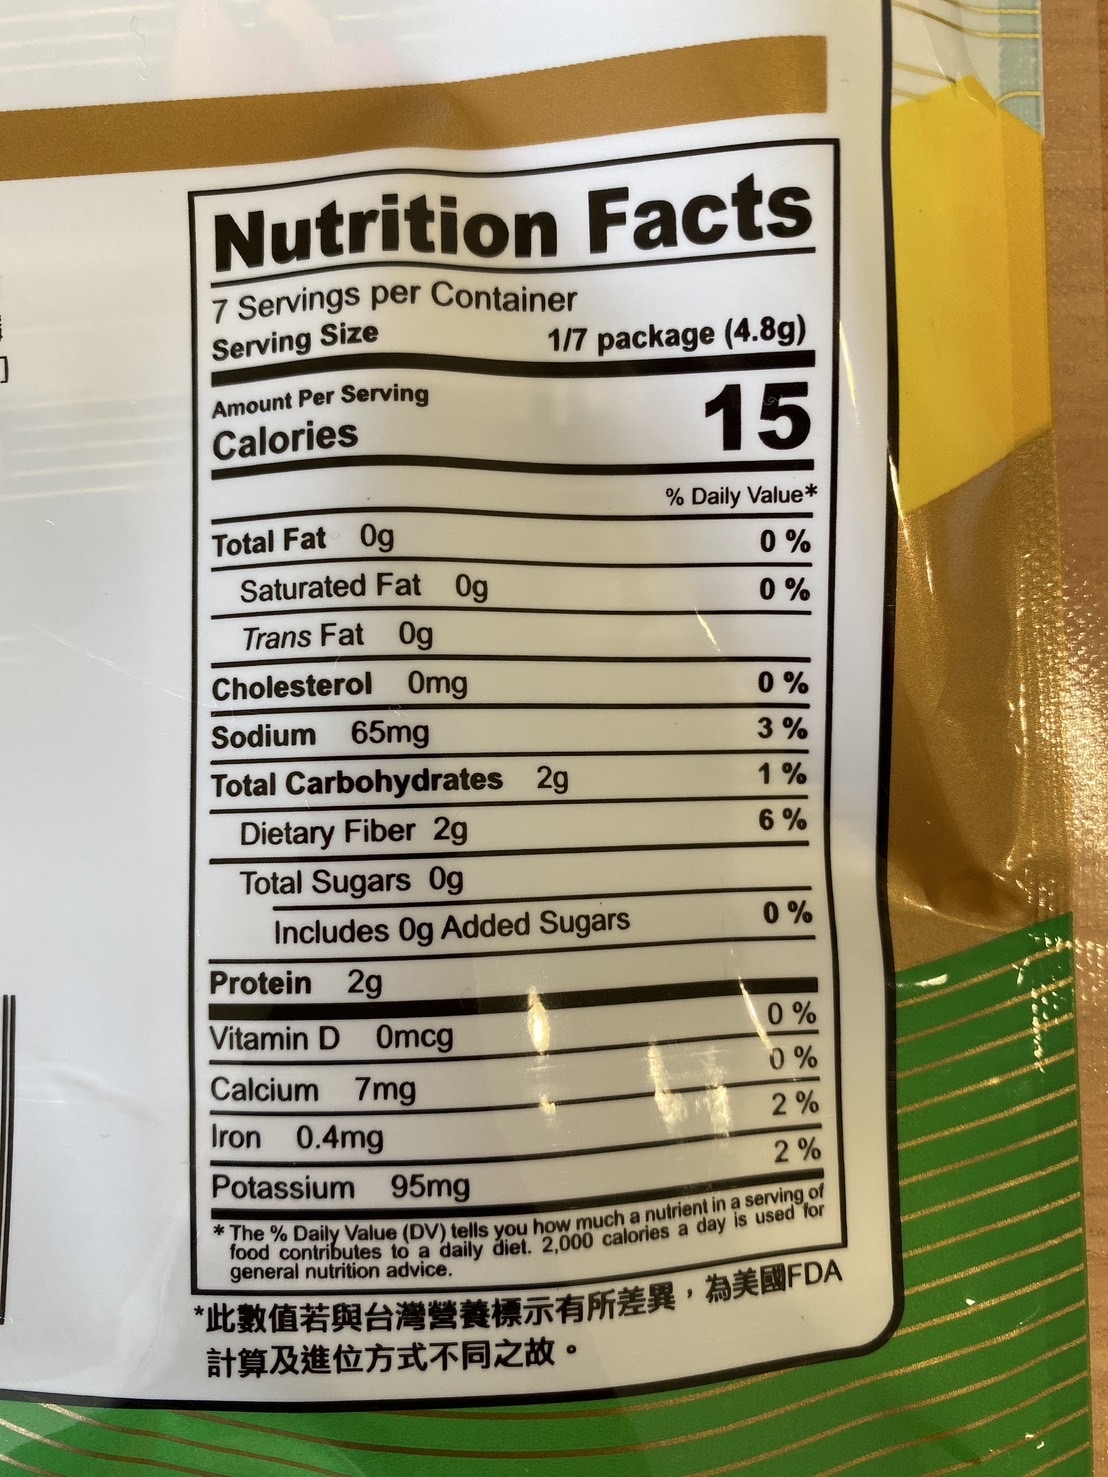 Nutrition Facts
7 Servings per Container
Serving Size 1/7 package (4.8g)
Amount Per Serving
Calories 15
% Daily Value*
Total Fat 0g 0 %
Saturated Fat 0g 0 %
Trans Fat 0g
Cholesterol 0mg 0 %
Sodium 65mg 3 %
Total Carbohydrates 2g 1 %
Dietary Fiber 2g 6 %
Total Sugars 0g
Includes 0g Added Sugars 0 %
Protein 2g
Vitamin D 0mcg 0 %
Calcium 7mg 0 %
Iron 0.4mg 2 %
Potassium 95mg 2 %
* The % Daily Value (DV) tells you how much a nutrient in a serving of
food contributes to a daily diet. 2,000 calories a day is used for
general nutrition advice.
*此數值若與台灣營養標示有所差異，為美國FDA
計算及進位方式不同之故。